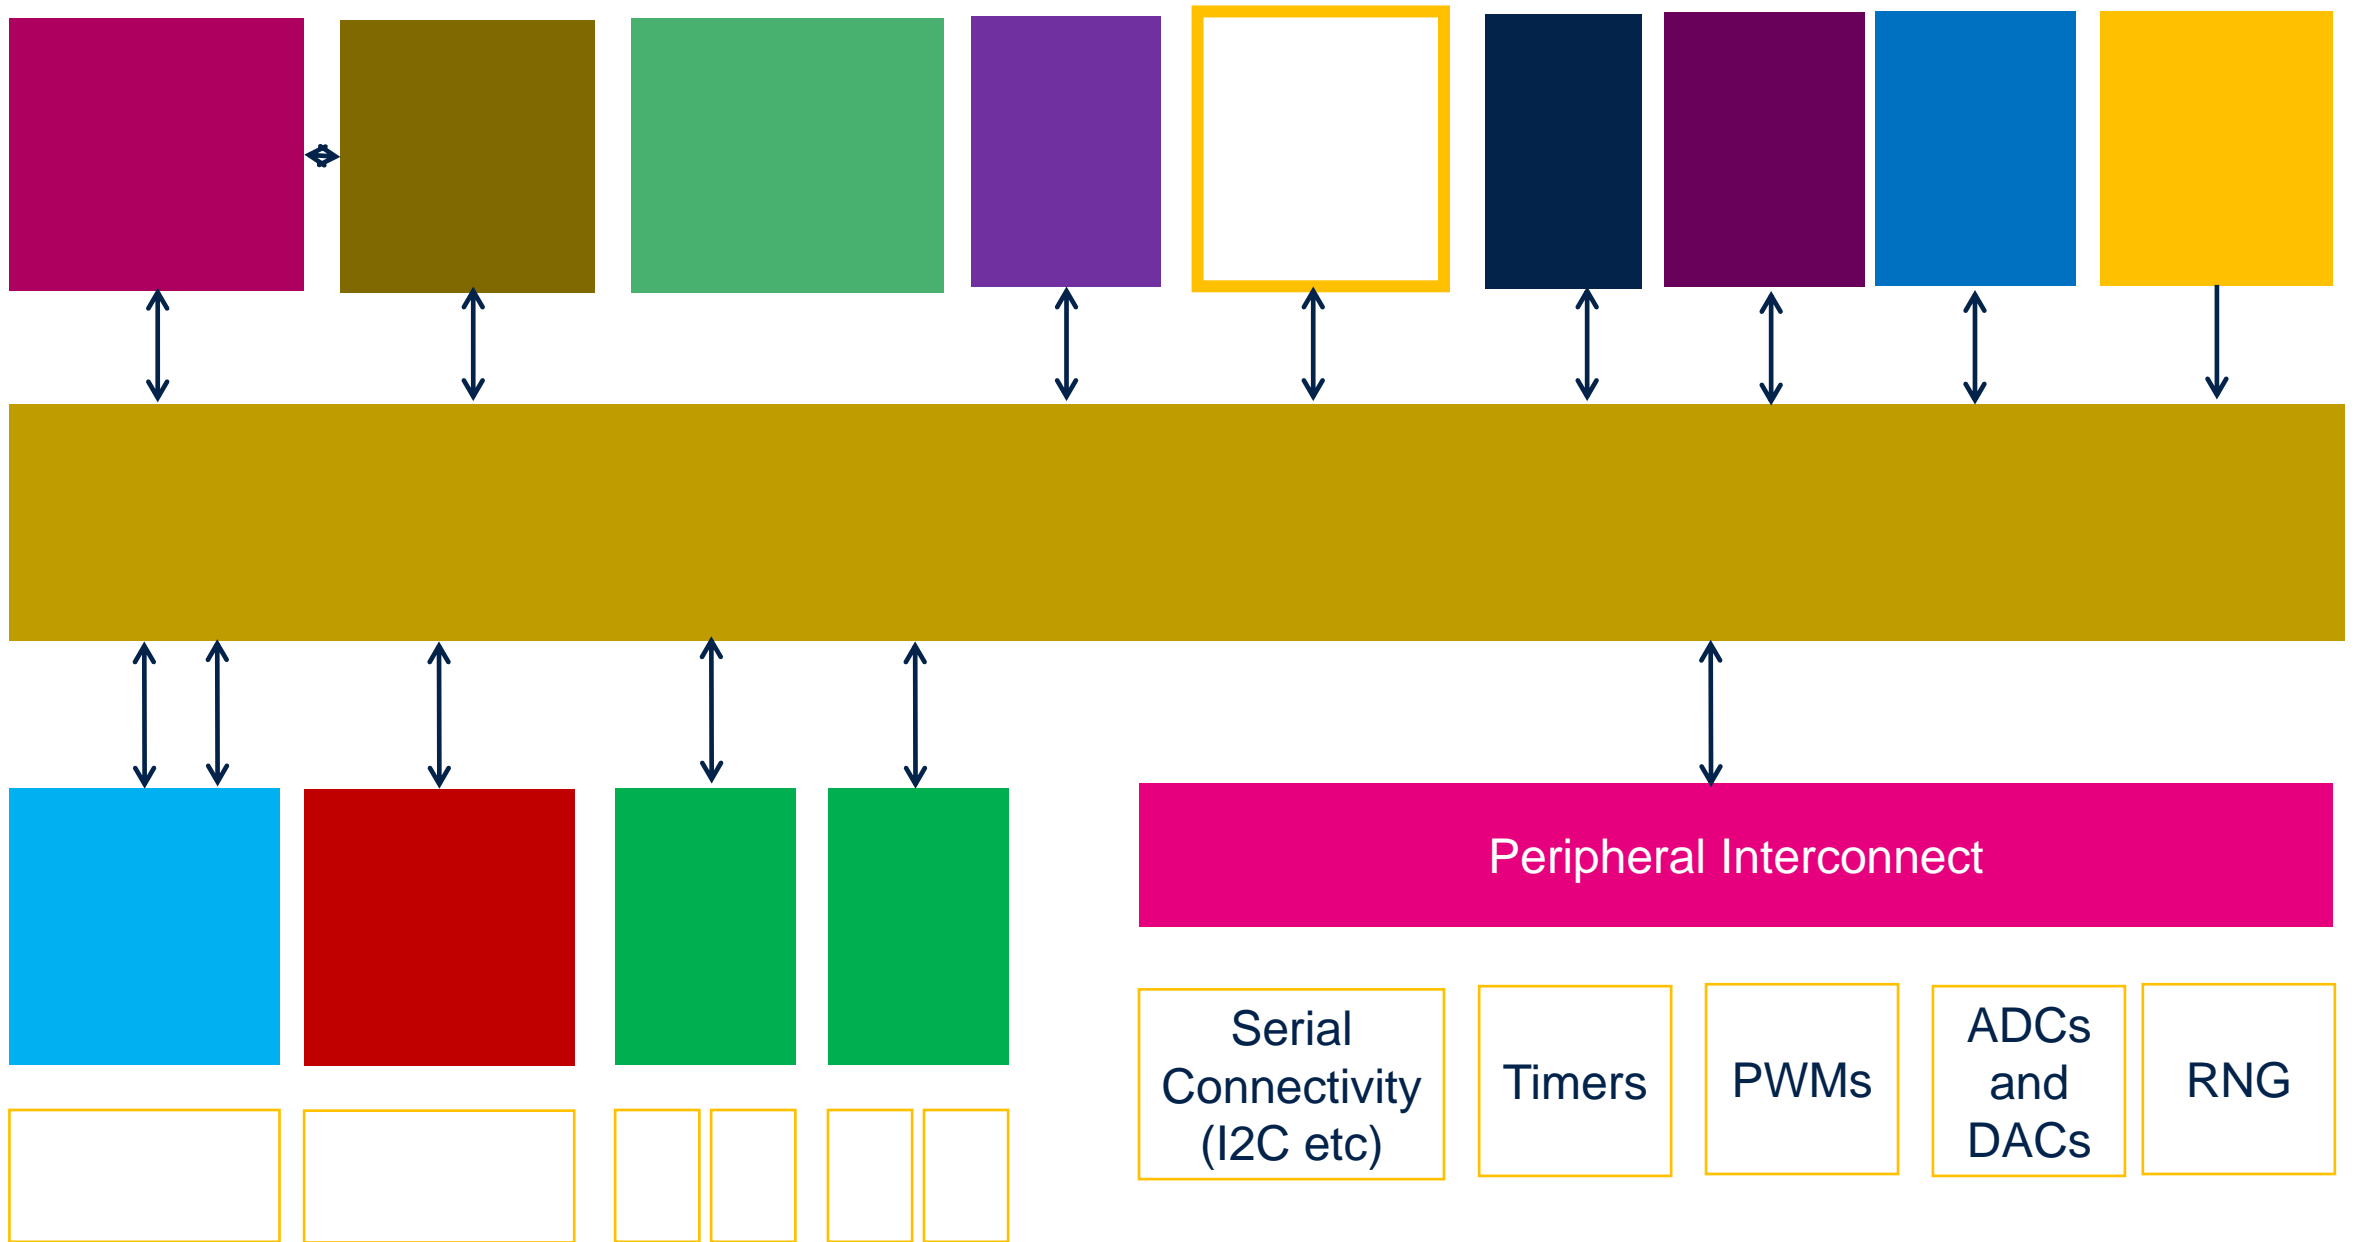 Peripheral Interconnect
Serial
Connectivity
(I2C etc)
Timers
PWMs
ADCs
and
DACs
RNG